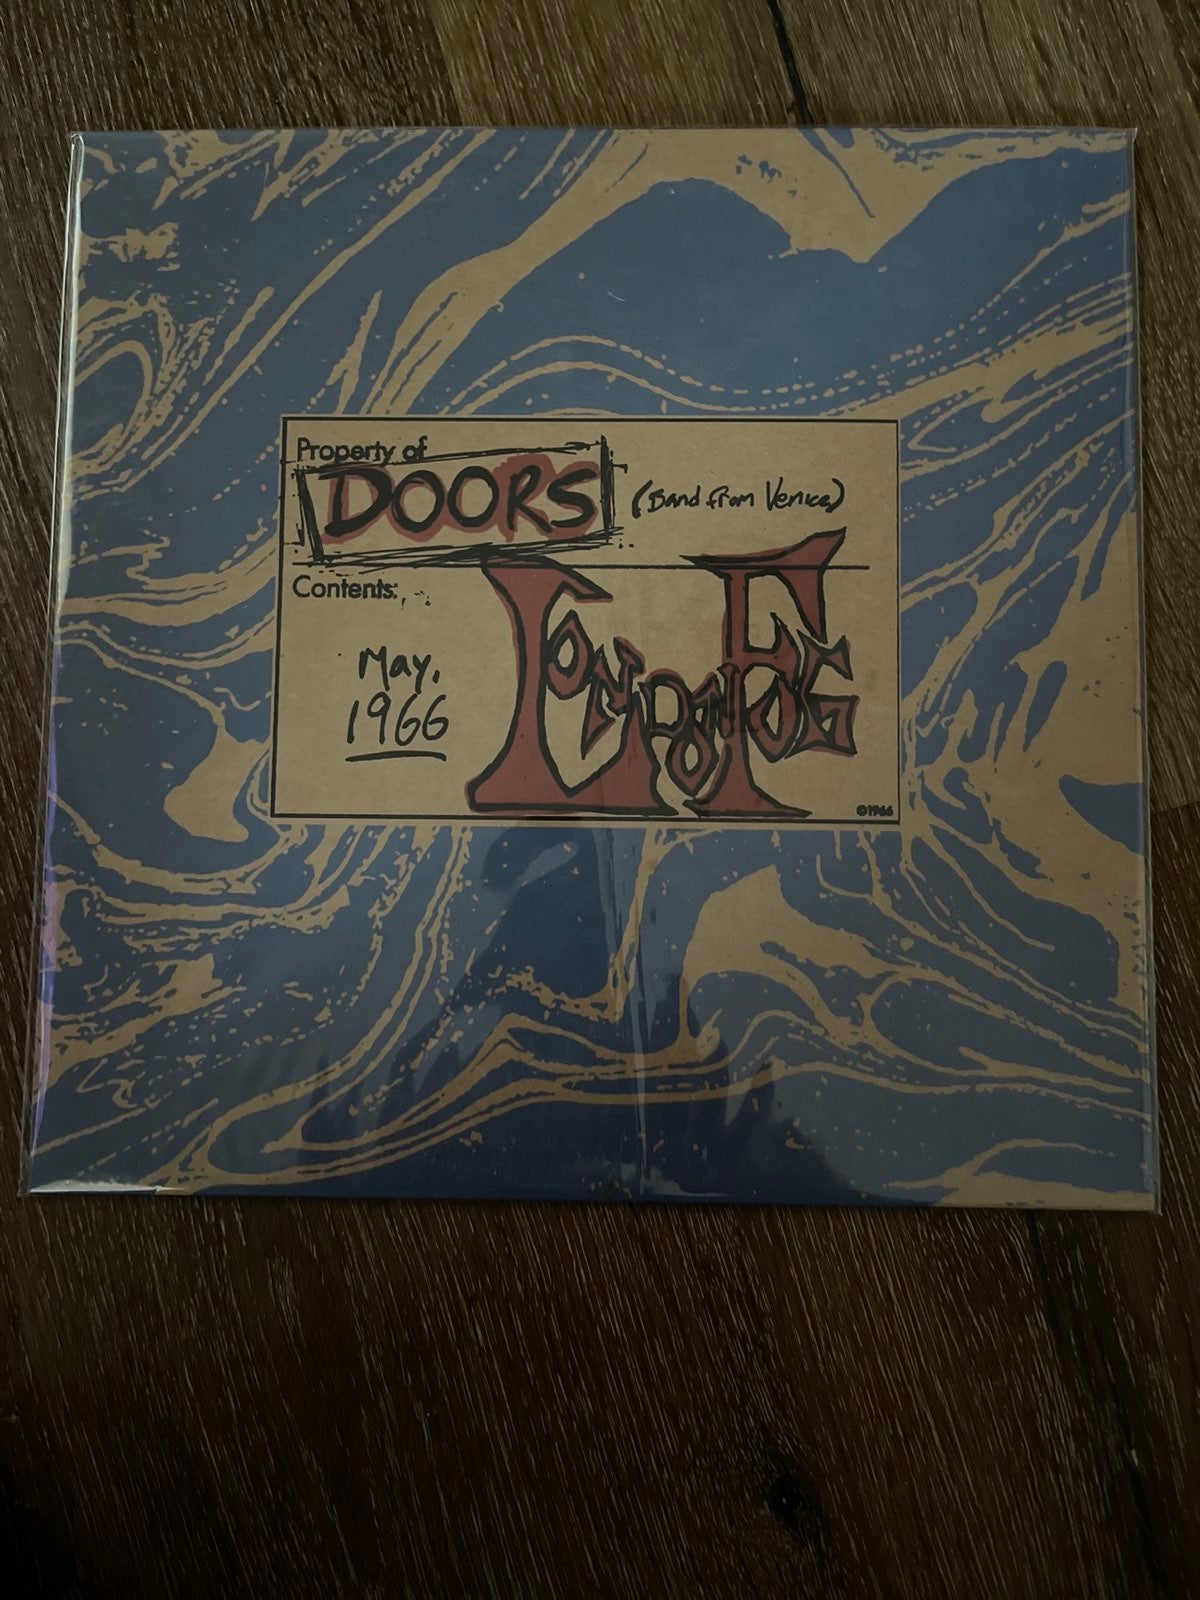 Property of
DOORS (Band from Venice)
Contents:
May,
1966
LONDON FOG
©1966